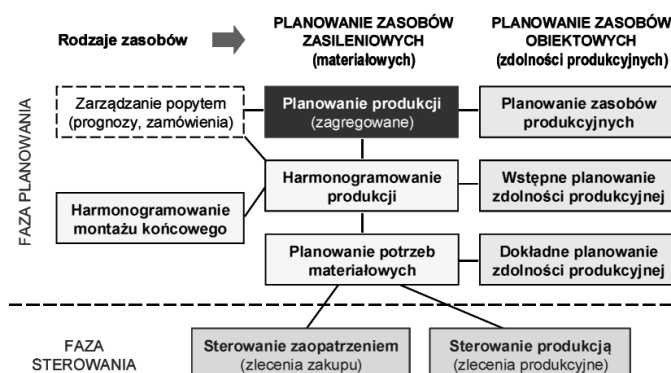 Rodzaje zasobów
PLANOWANIE ZASOBÓW
ZASILENIOWYCH
(materiałowych)
PLANOWANIE ZASOBÓW
OBIEKTOWYCH
(zdolności produkcyjnych)
FAZA PLANOWANIA
Zarządzanie popytem
(prognozy, zamówienia)
Planowanie produkcji
(zagregowane)
Planowanie zasobów
produkcyjnych
Harmonogramowanie
produkcji
Wstępne planowanie
zdolności produkcyjnej
Harmonogramowanie
montażu końcowego
Planowanie potrzeb
materiałowych
Dokładne planowanie
zdolności produkcyjnej
FAZA
STEROWANIA
Sterowanie zaopatrzeniem
(zlecenia zakupu)
Sterowanie produkcją
(zlecenia produkcyjne)